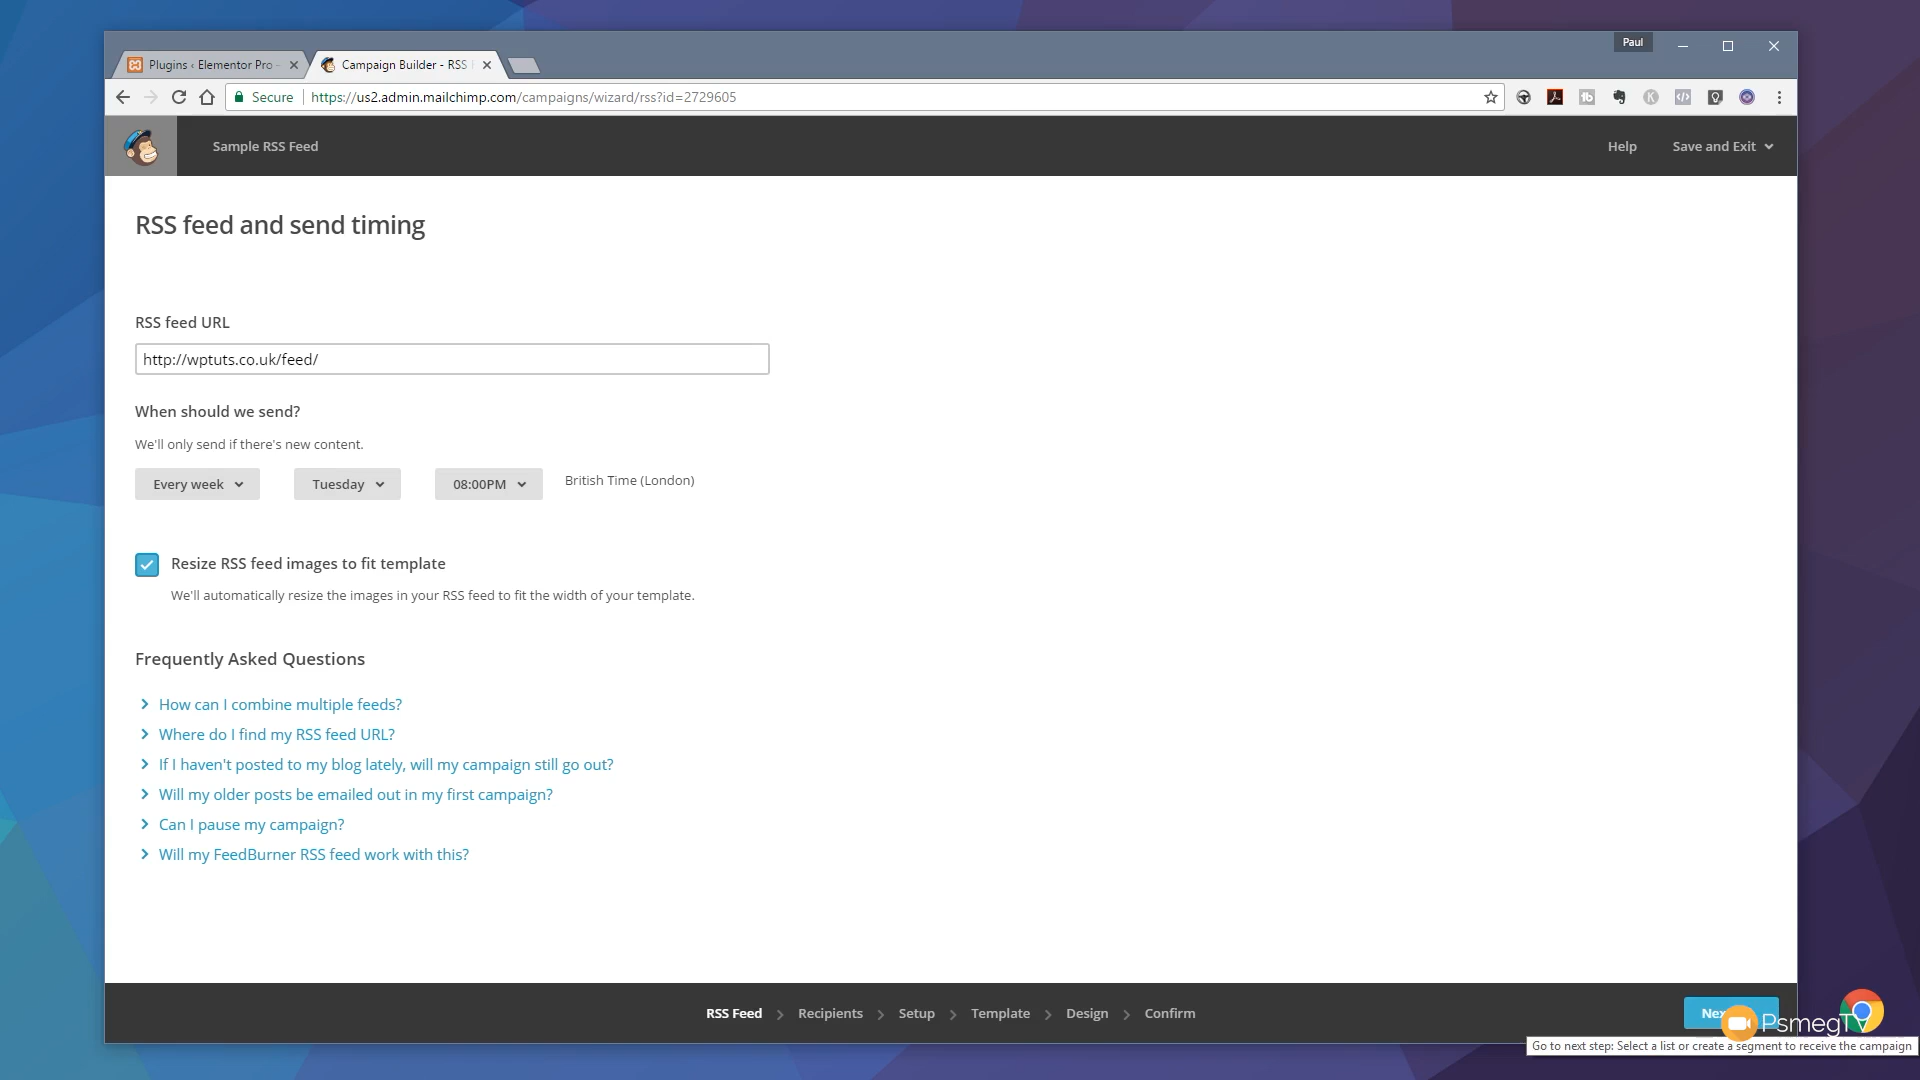 Paul
Plugins ‹ Elementor Pro
Campaign Builder - RSS
Secure https://us2.admin.mailchimp.com/campaigns/wizard/rss?id=2729605
Sample RSS Feed
Help
Save and Exit
RSS feed and send timing
RSS feed URL
http://wptuts.co.uk/feed/
When should we send?
We'll only send if there's new content.
Every week
Tuesday
08:00PM
British Time (London)
Resize RSS feed images to fit template
We'll automatically resize the images in your RSS feed to fit the width of your template.
Frequently Asked Questions
How can I combine multiple feeds?
Where do I find my RSS feed URL?
If I haven't posted to my blog lately, will my campaign still go out?
Will my older posts be emailed out in my first campaign?
Can I pause my campaign?
Will my FeedBurner RSS feed work with this?
RSS Feed
Recipients
Setup
Template
Design
Confirm
PsmegTV
Go to next step: Select a list or create a segment to receive the campaign